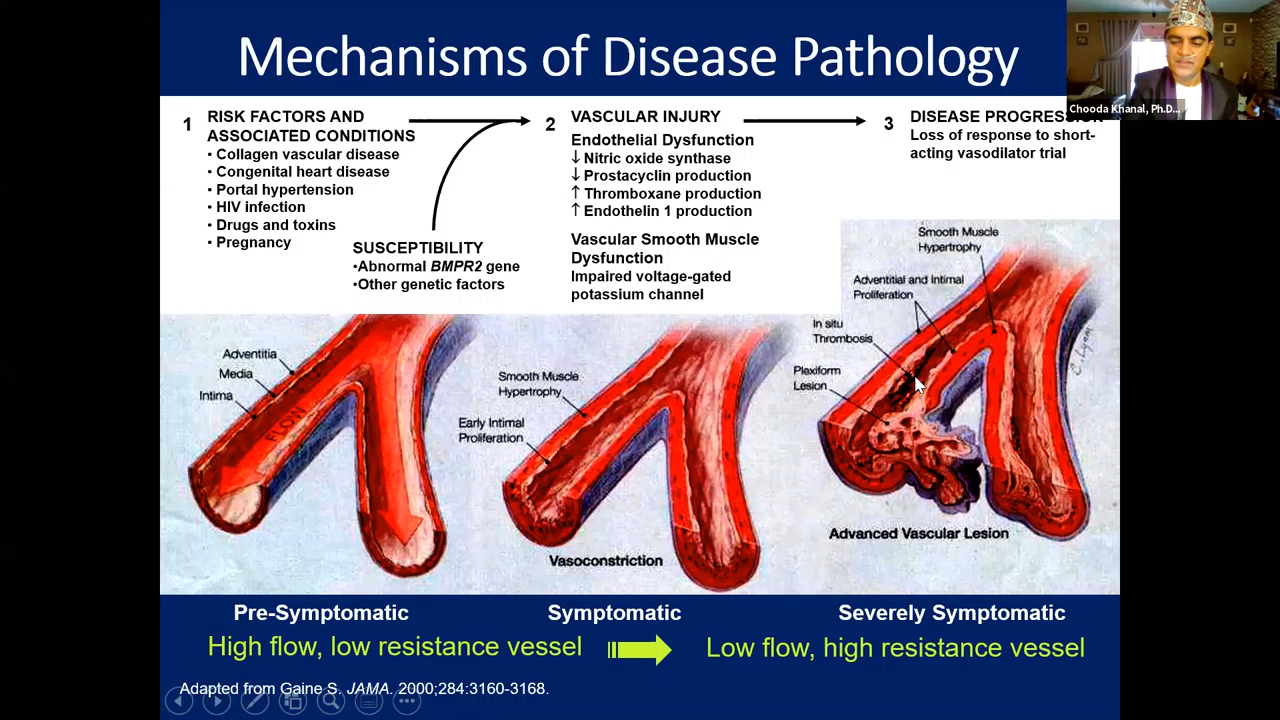 Mechanisms of Disease Pathology
Chooda Khanal, Ph.D...
1
RISK FACTORS AND
ASSOCIATED CONDITIONS
• Collagen vascular disease
• Congenital heart disease
• Portal hypertension
• HIV infection
• Drugs and toxins
• Pregnancy
SUSCEPTIBILITY
•Abnormal BMPR2 gene
•Other genetic factors
2
VASCULAR INJURY
Endothelial Dysfunction
↓ Nitric oxide synthase
↓ Prostacyclin production
↑ Thromboxane production
↑ Endothelin 1 production
Vascular Smooth Muscle
Dysfunction
Impaired voltage-gated
potassium channel
3
DISEASE PROGRESSION
Loss of response to short-
acting vasodilator trial
Adventitia
Media
Intima
FLOW
Smooth Muscle
Hypertrophy
Early Intimal
Proliferation
Vasoconstriction
Smooth Muscle
Hypertrophy
Adventitial and Intimal
Proliferation
In situ
Thrombosis
Plexiform
Lesion
Advanced Vascular Lesion
Pre-Symptomatic
Symptomatic
Severely Symptomatic
High flow, low resistance vessel
Low flow, high resistance vessel
Adapted from Gaine S. JAMA. 2000;284:3160-3168.